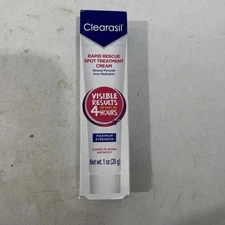 Clearasil
RAPID RESCUE
SPOT TREATMENT
CREAM
Benzoyl Peroxide
Acne Medication
VISIBLE
RESULTS
4 HOURS
MAXIMUM
STRENGTH
Net wt. 1 oz (28 g)